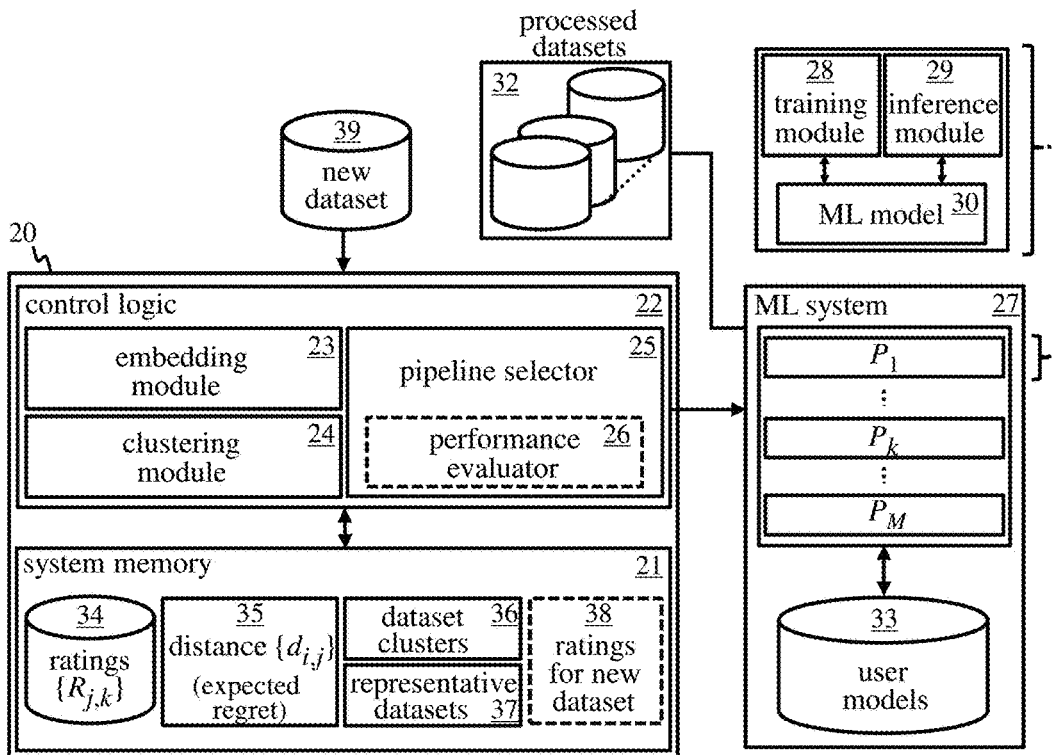 processed
datasets
32
28
training
module
29
inference
module
30
ML model
39
new
dataset
20
control logic
22
embedding
module
23
clustering
module
24
pipeline selector
25
performance
evaluator
26
ML system
27
P1
⋮
Pk
⋮
PM
33
user
models
system memory
21
34
ratings
{Rj,k}
35
distance {di,j}
(expected
regret)
dataset
clusters
36
representative
datasets
37
38
ratings
for new
dataset